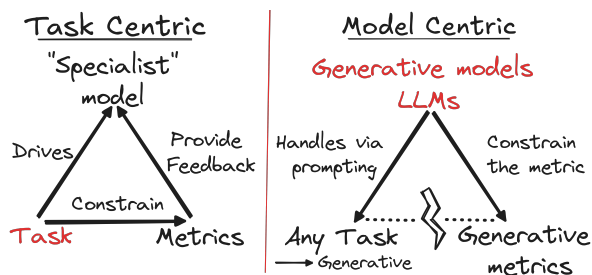 Task Centric
"Specialist"
model
Drives
Provide
Feedback
Constrain
Task
Metrics
Model Centric
Generative models
LLMs
Handles via
prompting
Constrain
the metric
Any Task
Generative
Generative
metrics